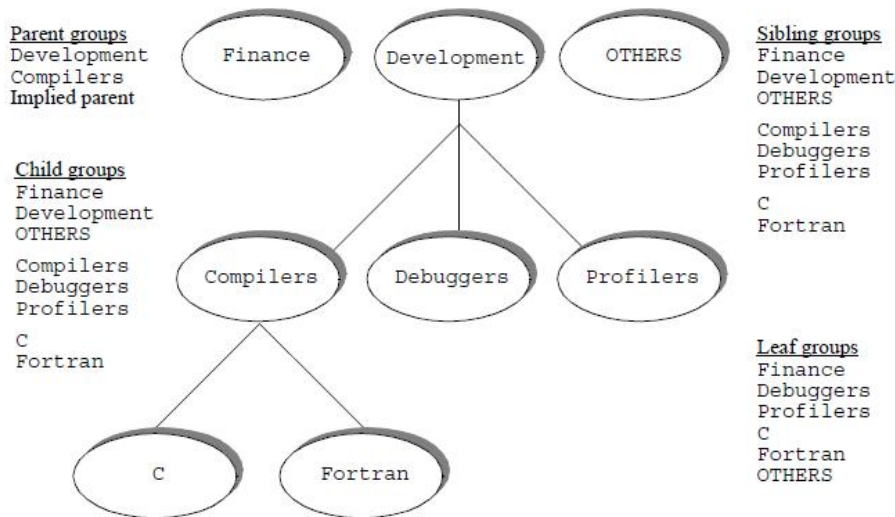 Parent groups
Development
Compilers
Implied parent
Finance
Development
OTHERS
Sibling groups
Finance
Development
OTHERS
Compilers
Debuggers
Profilers
C
Fortran
Child groups
Finance
Development
OTHERS
Compilers
Debuggers
Profilers
C
Fortran
Compilers
Debuggers
Profilers
Leaf groups
Finance
Debuggers
Profilers
C
Fortran
OTHERS
C
Fortran